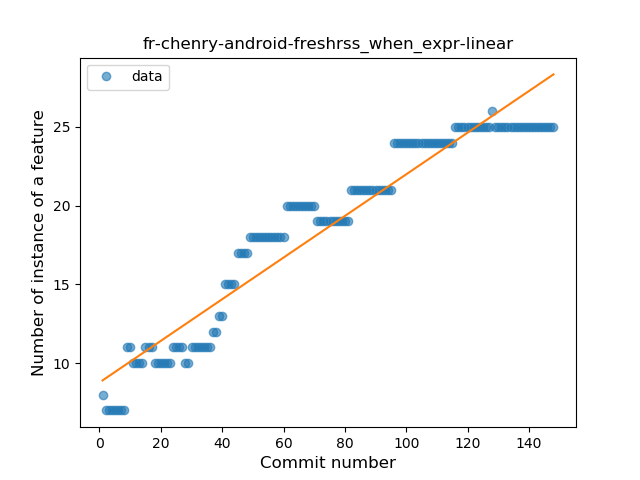 fr-chenry-android-freshrss_when_expr-linear
data
Number of instance of a feature
25
20
15
10
0 20 40 60 80 100 120 140
Commit number